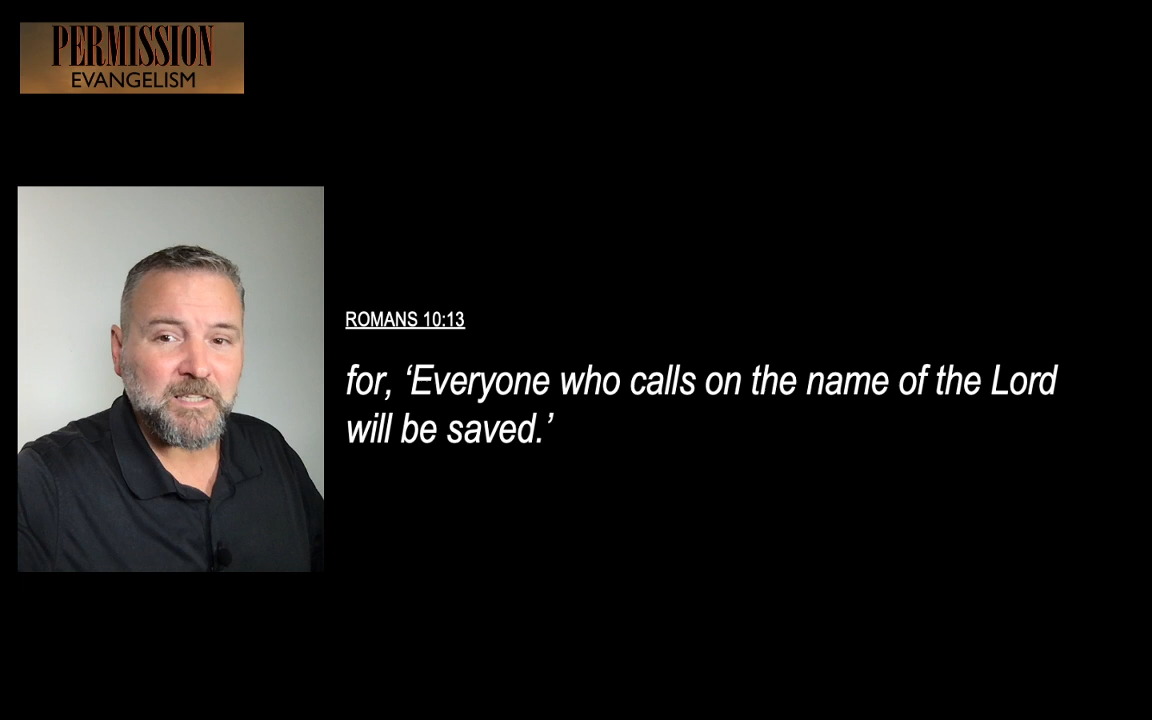 PERMISSION
EVANGELISM
ROMANS 10:13
for, ‘Everyone who calls on the name of the Lord
will be saved.’